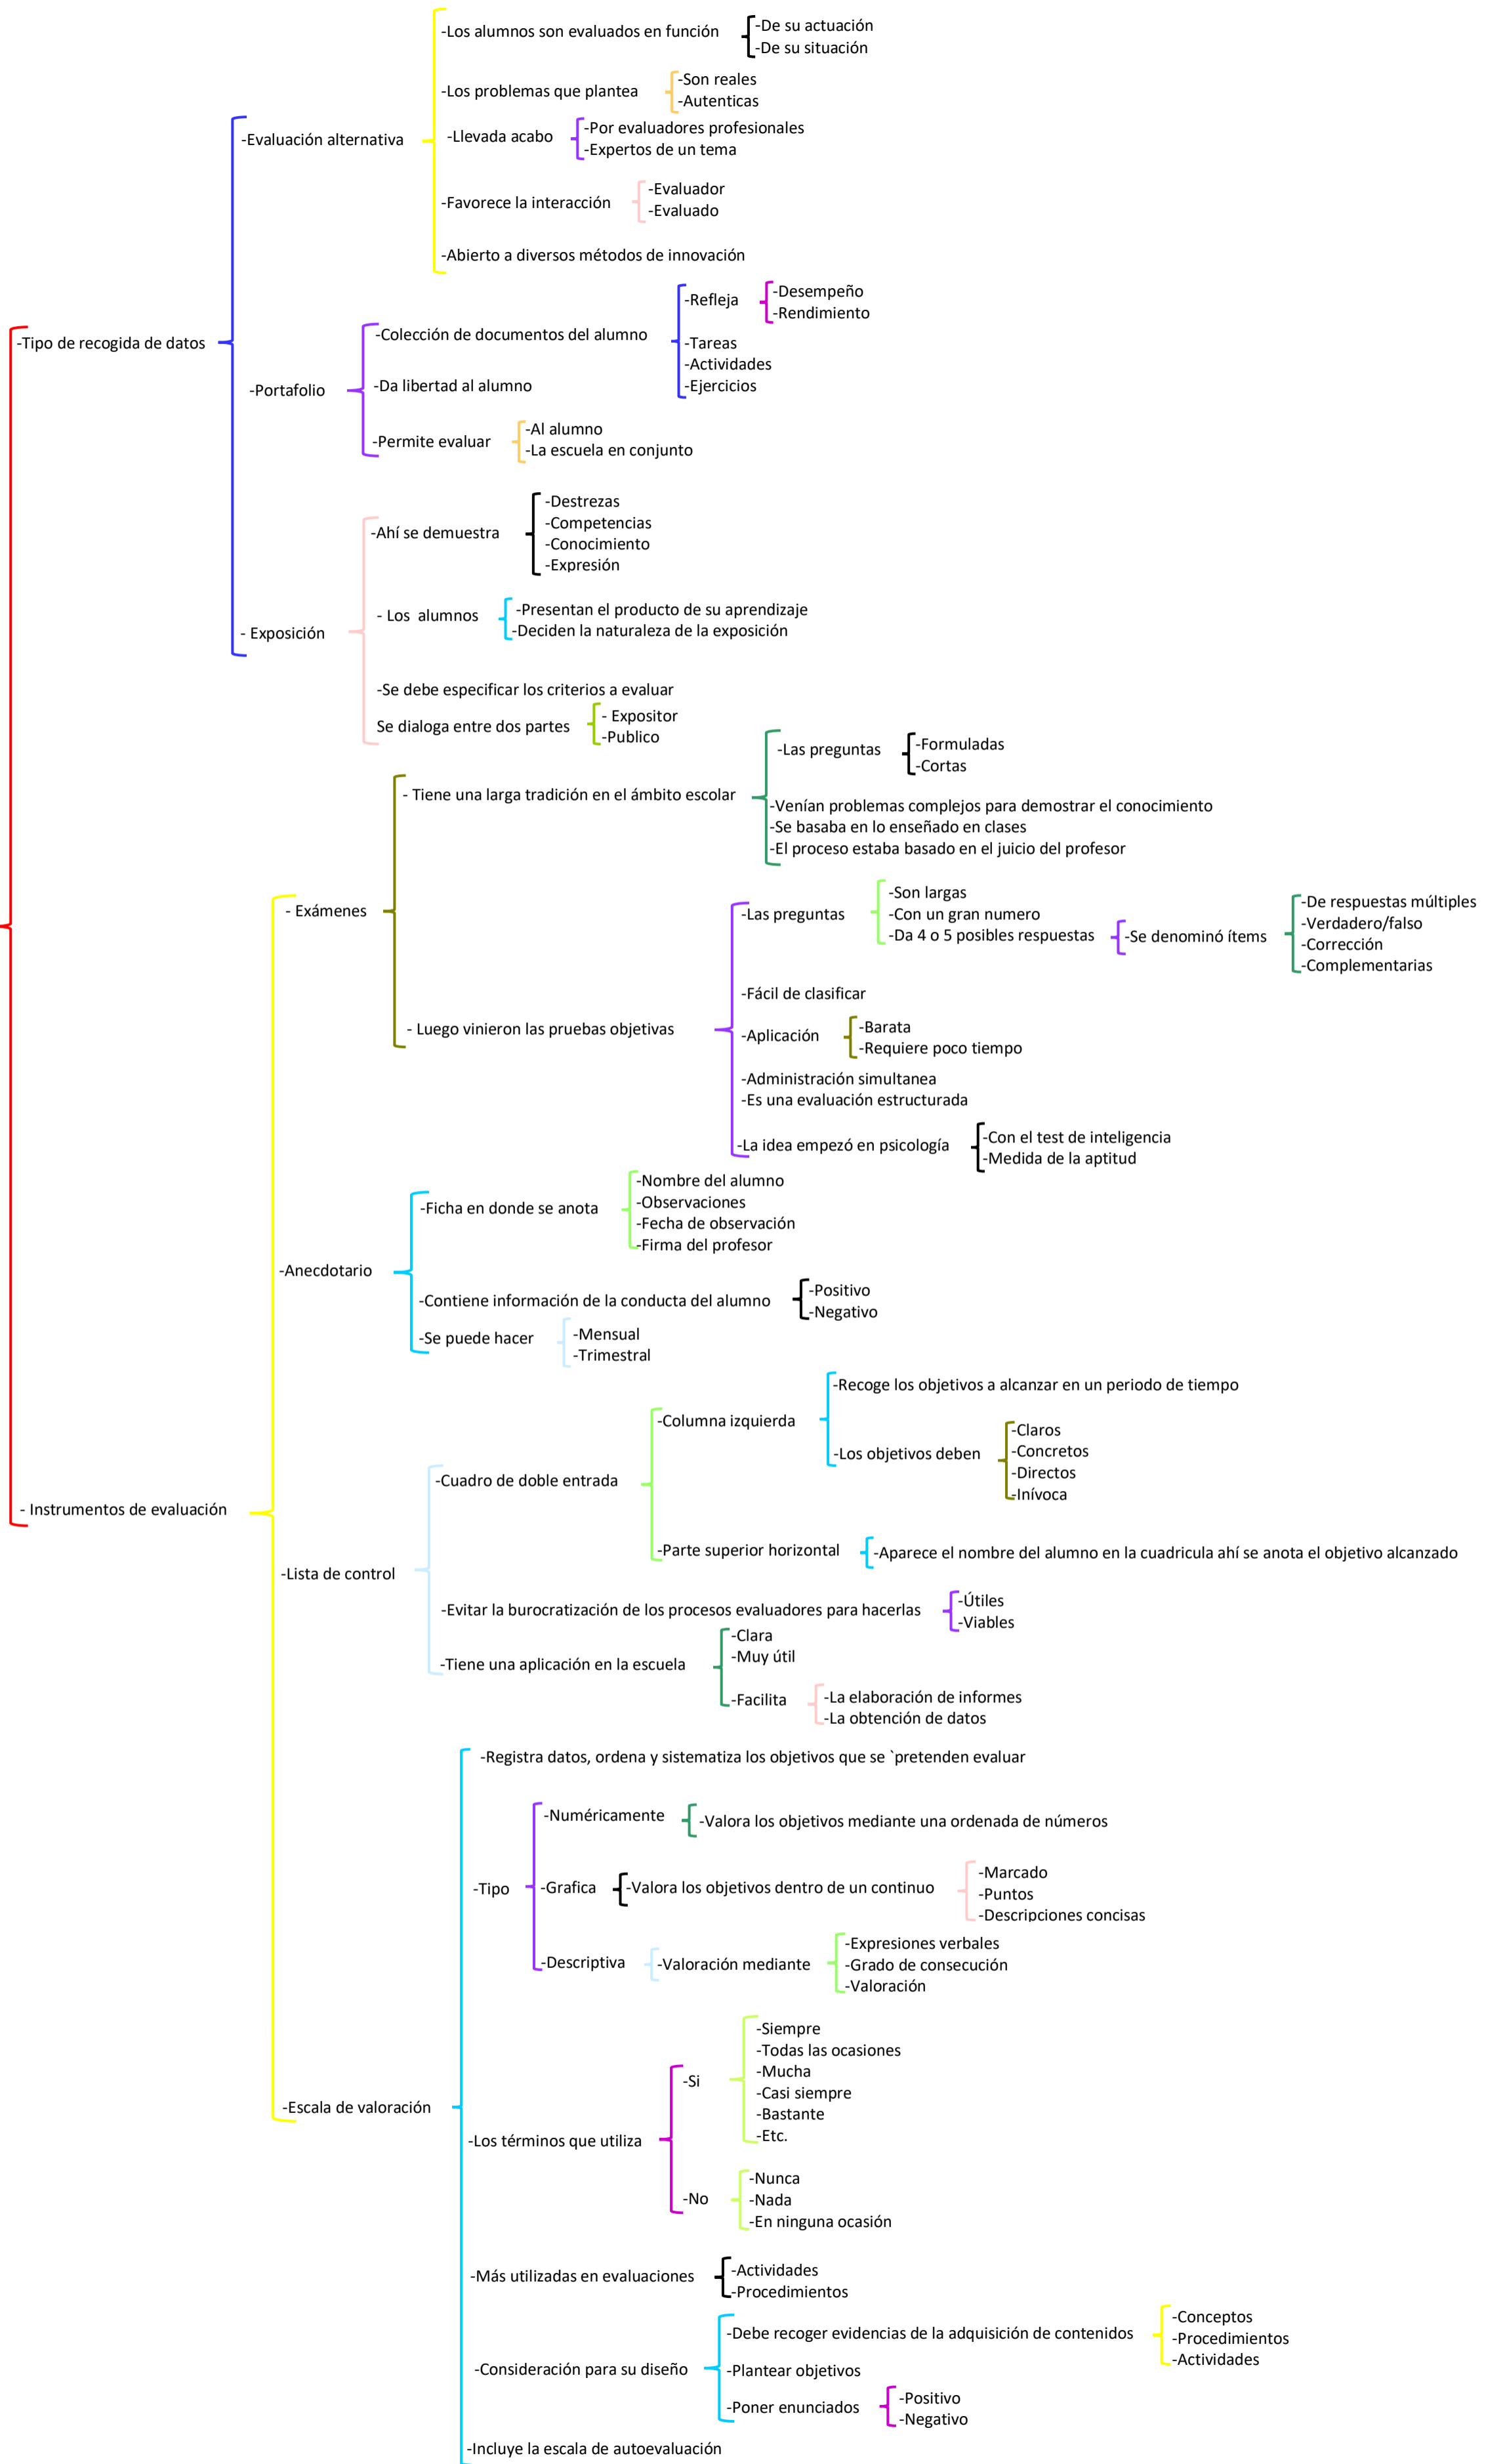 -Tipo de recogida de datos
-Evaluación alternativa
-Los alumnos son evaluados en función
-De su actuación
-De su situación
-Los problemas que plantea
-Son reales
-Autenticas
-Llevada acabo
-Por evaluadores profesionales
-Expertos de un tema
-Favorece la interacción
-Evaluador
-Evaluado
-Abierto a diversos métodos de innovación
-Portafolio
-Colección de documentos del alumno
-Refleja
-Desempeño
-Rendimiento
-Tareas
-Actividades
-Ejercicios
-Da libertad al alumno
-Permite evaluar
-Al alumno
-La escuela en conjunto
- Exposición
-Ahí se demuestra
-Destrezas
-Competencias
-Conocimiento
-Expresión
- Los  alumnos
-Presentan el producto de su aprendizaje
-Deciden la naturaleza de la exposición
-Se debe especificar los criterios a evaluar
Se dialoga entre dos partes
- Expositor
-Publico
- Instrumentos de evaluación
- Exámenes
- Tiene una larga tradición en el ámbito escolar
-Las preguntas
-Formuladas
-Cortas
-Venían problemas complejos para demostrar el conocimiento
-Se basaba en lo enseñado en clases
-El proceso estaba basado en el juicio del profesor
- Luego vinieron las pruebas objetivas
-Las preguntas
-Son largas
-Con un gran numero
-Da 4 o 5 posibles respuestas
-Se denominó ítems
-De respuestas múltiples
-Verdadero/falso
-Corrección
-Complementarias
-Fácil de clasificar
-Aplicación
-Barata
-Requiere poco tiempo
-Administración simultanea
-Es una evaluación estructurada
-La idea empezó en psicología
-Con el test de inteligencia
-Medida de la aptitud
-Anecdotario
-Ficha en donde se anota
-Nombre del alumno
-Observaciones
-Fecha de observación
-Firma del profesor
-Contiene información de la conducta del alumno
-Positivo
-Negativo
-Se puede hacer
-Mensual
-Trimestral
-Lista de control
-Cuadro de doble entrada
-Columna izquierda
-Recoge los objetivos a alcanzar en un periodo de tiempo
-Los objetivos deben
-Claros
-Concretos
-Directos
-Inívoca
-Parte superior horizontal
-Aparece el nombre del alumno en la cuadricula ahí se anota el objetivo alcanzado
-Evitar la burocratización de los procesos evaluadores para hacerlas
-Útiles
-Viables
-Tiene una aplicación en la escuela
-Clara
-Muy útil
-Facilita
-La elaboración de informes
-La obtención de datos
-Escala de valoración
-Registra datos, ordena y sistematiza los objetivos que se `pretenden evaluar
-Tipo
-Numéricamente
-Valora los objetivos mediante una ordenada de números
-Grafica
-Valora los objetivos dentro de un continuo
-Marcado
-Puntos
-Descripciones concisas
-Descriptiva
-Valoración mediante
-Expresiones verbales
-Grado de consecución
-Valoración
-Los términos que utiliza
-Si
-Siempre
-Todas las ocasiones
-Mucha
-Casi siempre
-Bastante
-Etc.
-No
-Nunca
-Nada
-En ninguna ocasión
-Más utilizadas en evaluaciones
-Actividades
-Procedimientos
-Consideración para su diseño
-Debe recoger evidencias de la adquisición de contenidos
-Conceptos
-Procedimientos
-Actividades
-Plantear objetivos
-Poner enunciados
-Positivo
-Negativo
-Incluye la escala de autoevaluación